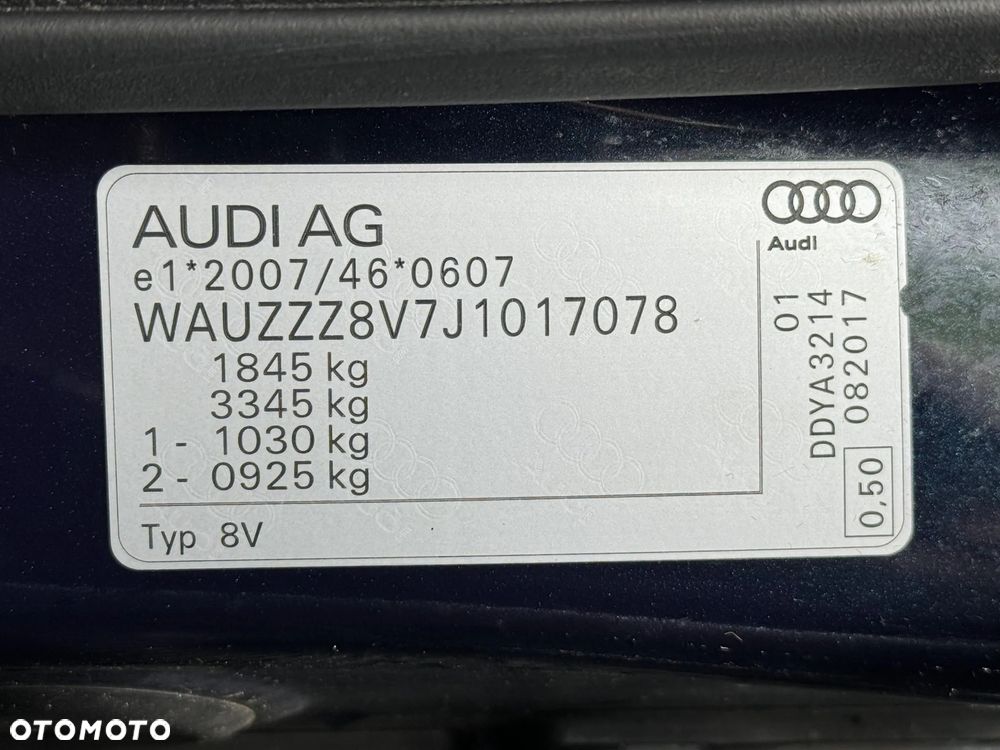 AUDI AG
e1*2007/46*0607
WAUZZZ8V7J1017078
1845 kg
3345 kg
1 - 1030 kg
2 - 0925 kg
Typ 8V
Audi
01
DDYA3214
082017
0,50
OTOMOTO